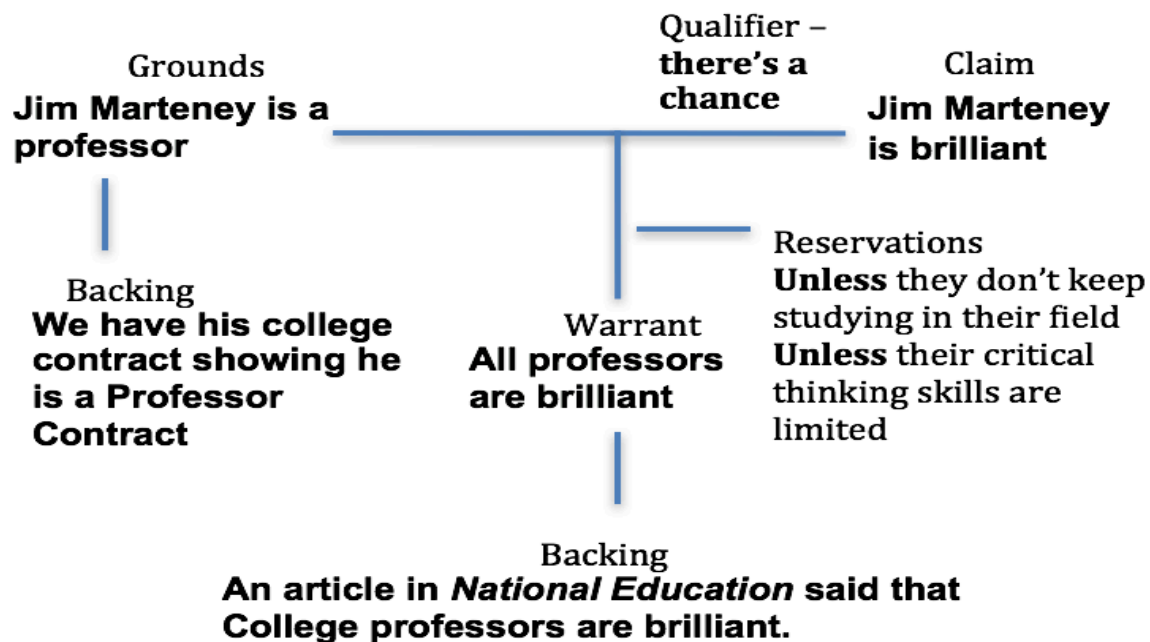 Grounds
Jim Marteney is a
professor
Qualifier –
there’s a
chance
Claim
Jim Marteney
is brilliant
Backing
We have his college
contract showing he
is a Professor
Contract
Warrant
All professors
are brilliant
Reservations
Unless they don’t keep
studying in their field
Unless their critical
thinking skills are
limited
Backing
An article in National Education said that
College professors are brilliant.